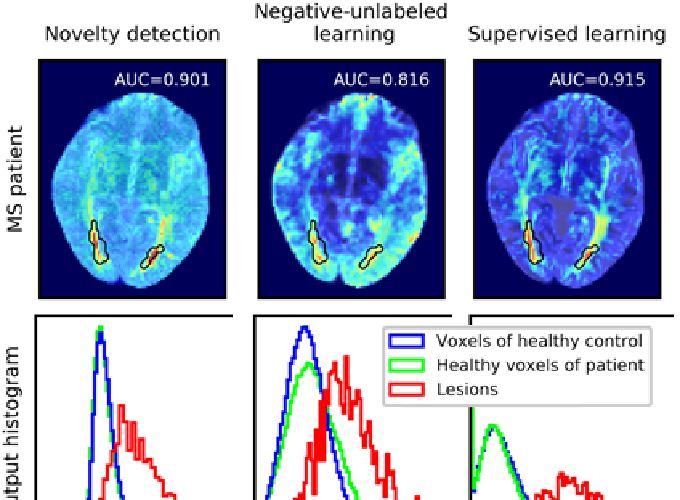 Novelty detection
Negative-unlabeled
learning
Supervised learning
MS patient
AUC=0.901
AUC=0.816
AUC=0.915
histogram
Voxels of healthy control
Healthy voxels of patient
Lesions